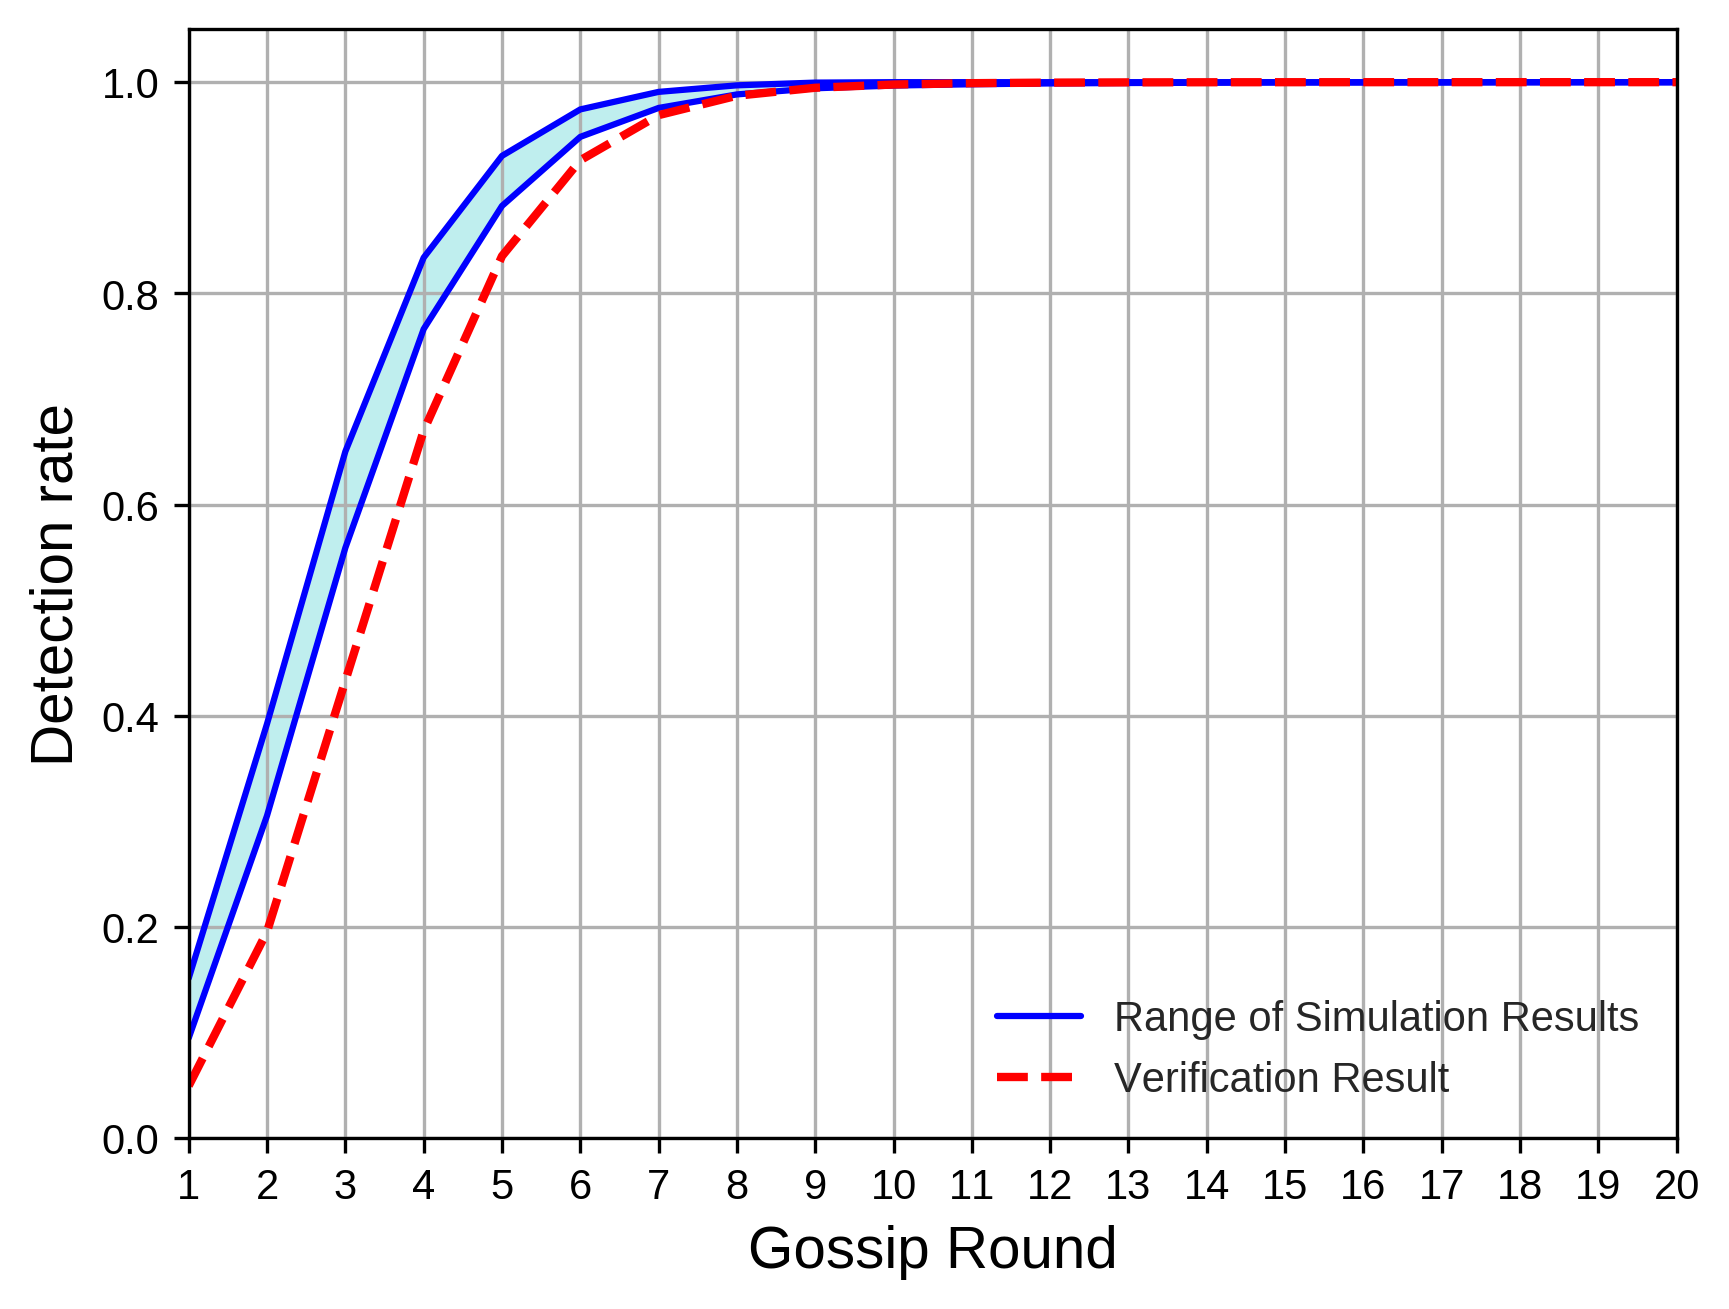 1.0
0.8
0.6
0.4
0.2
0.0
Detection rate
Range of Simulation Results
Verification Result
1 2 3 4 5 6 7 8 9 10 11 12 13 14 15 16 17 18 19 20
Gossip Round